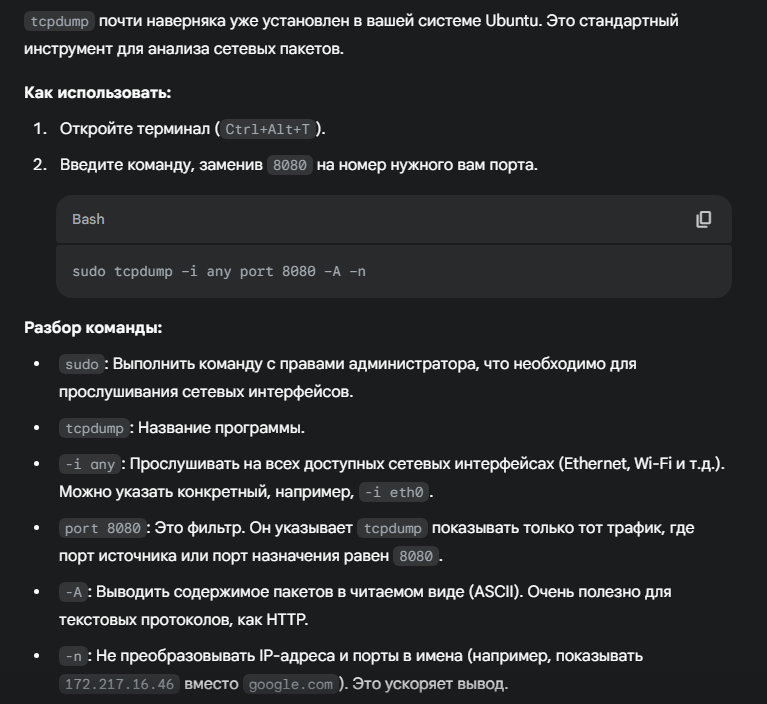 tcpdump почти наверняка уже установлен в вашей системе Ubuntu. Это стандартный
инструмент для анализа сетевых пакетов.
Как использовать:
1. Откройте терминал ( Ctrl+Alt+T ).
2. Введите команду, заменив 8080 на номер нужного вам порта.
Bash
sudo tcpdump -i any port 8080 -A -n
Разбор команды:
• sudo : Выполнить команду с правами администратора, что необходимо для
прослушивания сетевых интерфейсов.
• tcpdump : Название программы.
• -i any : Прослушивать на всех доступных сетевых интерфейсах (Ethernet, Wi-Fi и т.д.).
Можно указать конкретный, например, -i eth0 .
• port 8080 : Это фильтр. Он указывает tcpdump показывать только тот трафик, где
порт источника или порт назначения равен 8080 .
• -A : Выводить содержимое пакетов в читаемом виде (ASCII). Очень полезно для
текстовых протоколов, как HTTP.
• -n : Не преобразовывать IP-адреса и порты в имена (например, показывать
172.217.16.46 вместо google.com ). Это ускоряет вывод.